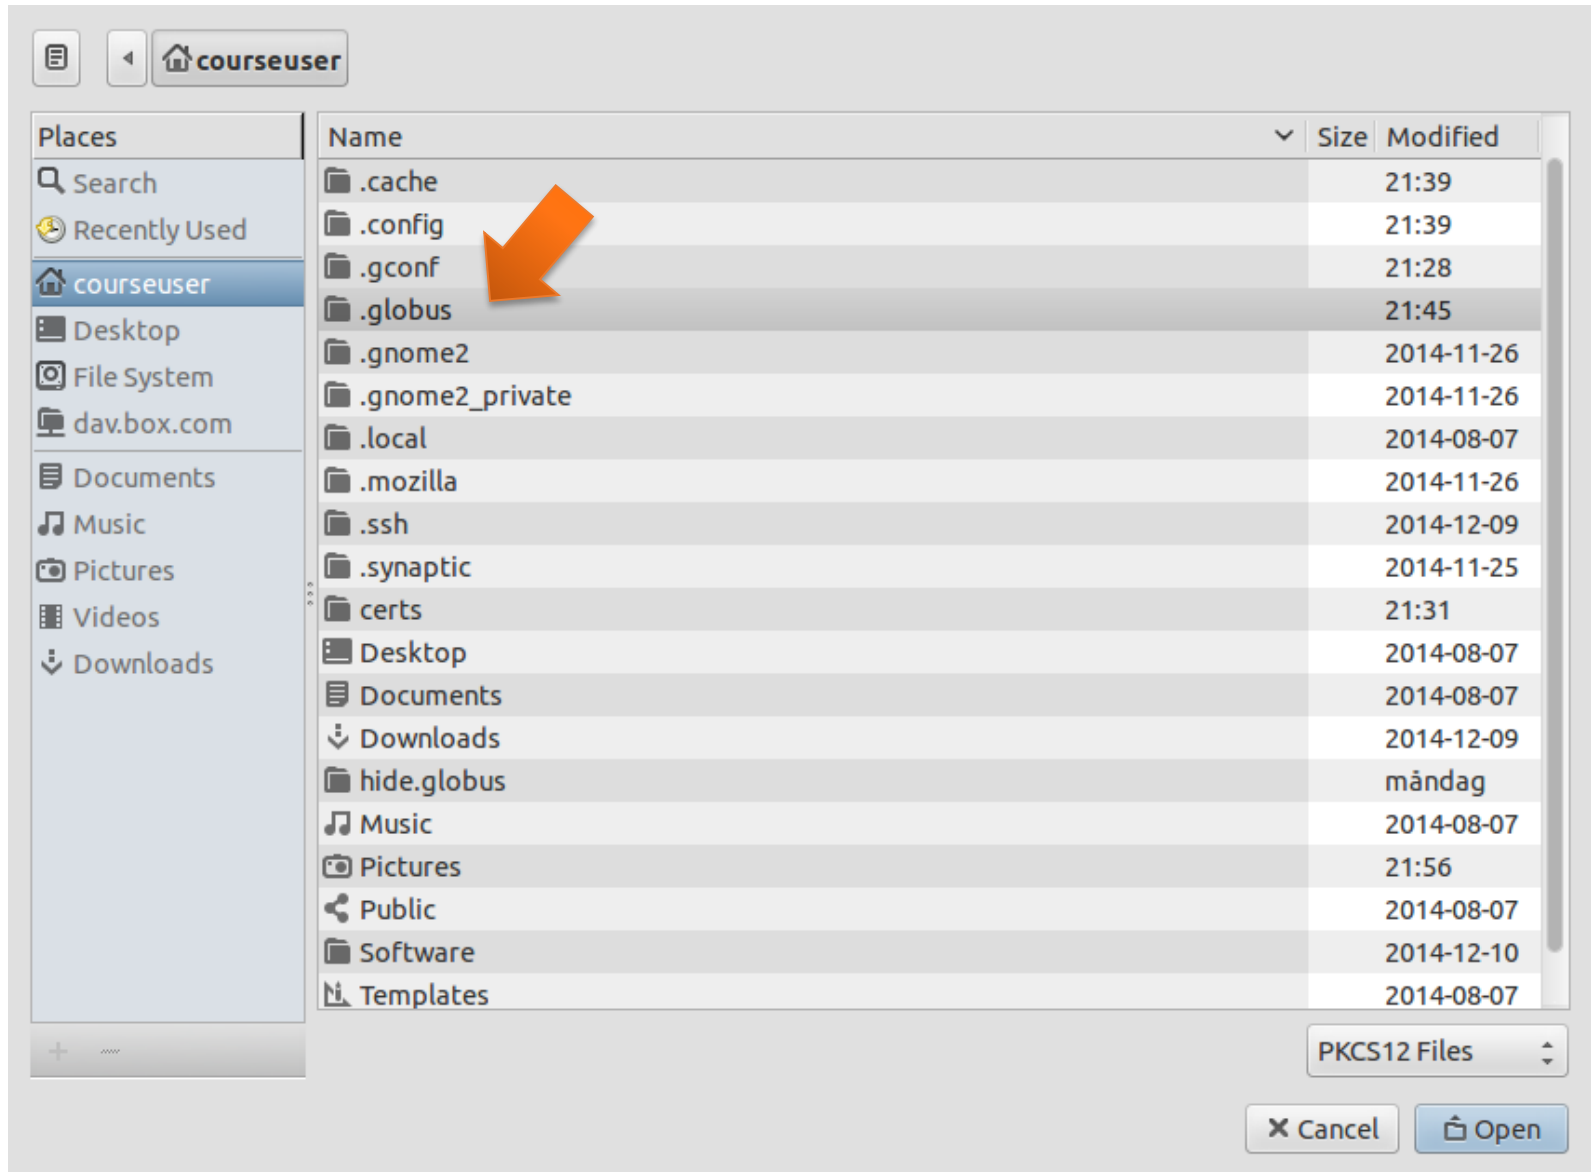 courseuser
Places
Search
Recently Used
courseuser
Desktop
File System
dav.box.com
Documents
Music
Pictures
Videos
Downloads
Name Size Modified
.cache 21:39
.config 21:39
.gconf 21:28
.globus 21:45
.gnome2 2014-11-26
.gnome2_private 2014-11-26
.local 2014-08-07
.mozilla 2014-11-26
.ssh 2014-12-09
.synaptic 2014-11-25
certs 21:31
Desktop 2014-08-07
Documents 2014-08-07
Downloads 2014-12-09
hide.globus måndag
Music 2014-08-07
Pictures 21:56
Public 2014-08-07
Software 2014-12-10
Templates 2014-08-07
PKCS12 Files
Cancel Open